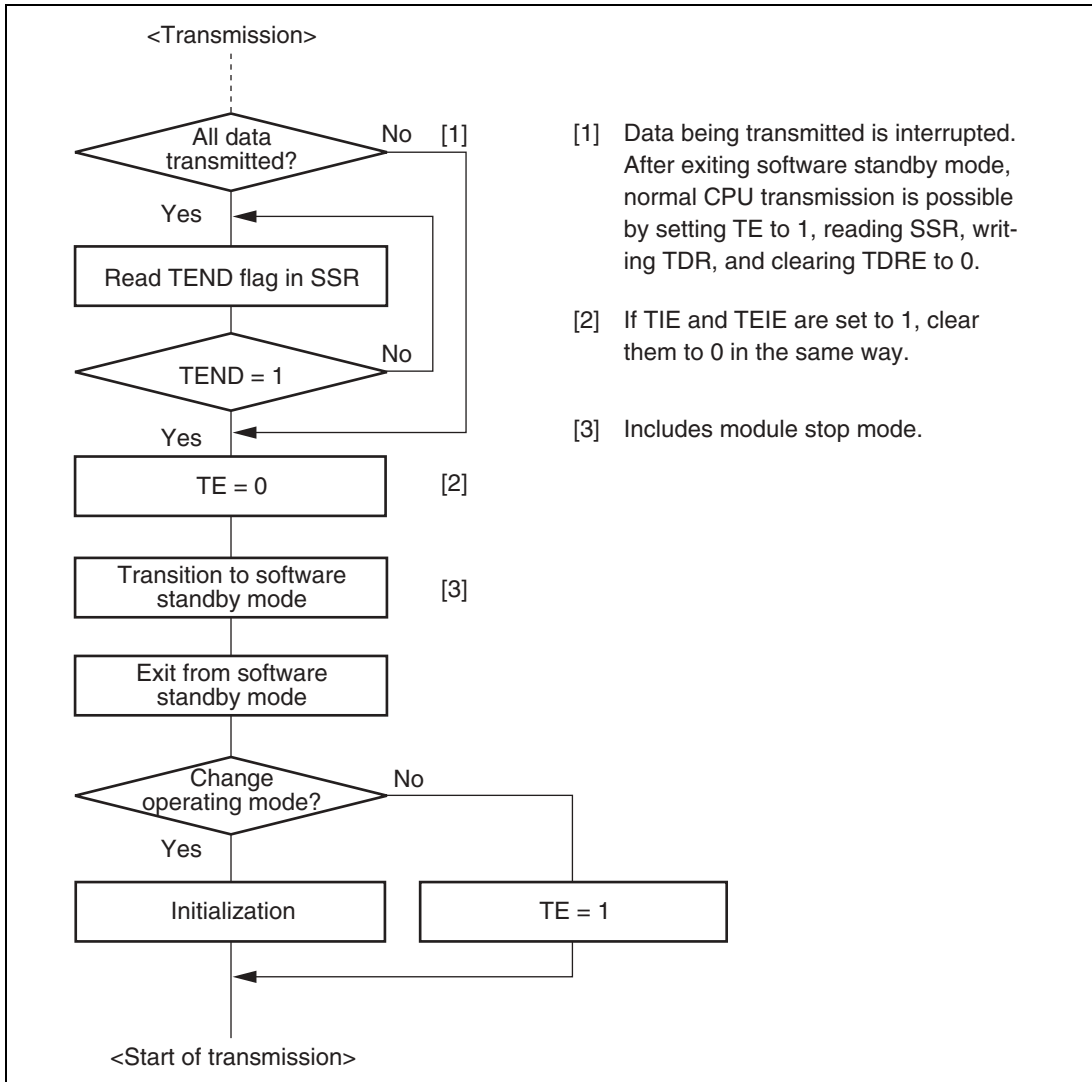 <Transmission>
All data
transmitted?
No [1]
Yes
Read TEND flag in SSR
TEND = 1
No
Yes
TE = 0
[2]
Transition to software
standby mode
[3]
Exit from software
standby mode
Change
operating mode?
No
Yes
Initialization
TE = 1
<Start of transmission>
[1] Data being transmitted is interrupted.
After exiting software standby mode,
normal CPU transmission is possible
by setting TE to 1, reading SSR, writ-
ing TDR, and clearing TDRE to 0.
[2] If TIE and TEIE are set to 1, clear
them to 0 in the same way.
[3] Includes module stop mode.